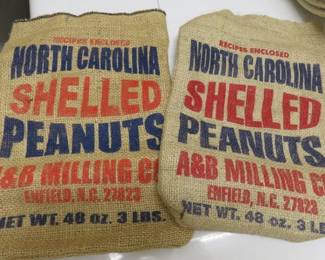 RECIPES ENCLOSED
NORTH CAROLINA
SHELLED
PEANUTS
A&B MILLING CO
ENFIELD, N.C. 27823
NET WT. 48 oz. 3 LBS.
RECIPES ENCLOSED
NORTH CAROLINA
SHELLED
PEANUTS
A&B MILLING CO
ENFIELD, N.C. 27823
NET WT. 48 oz. 3 LBS.